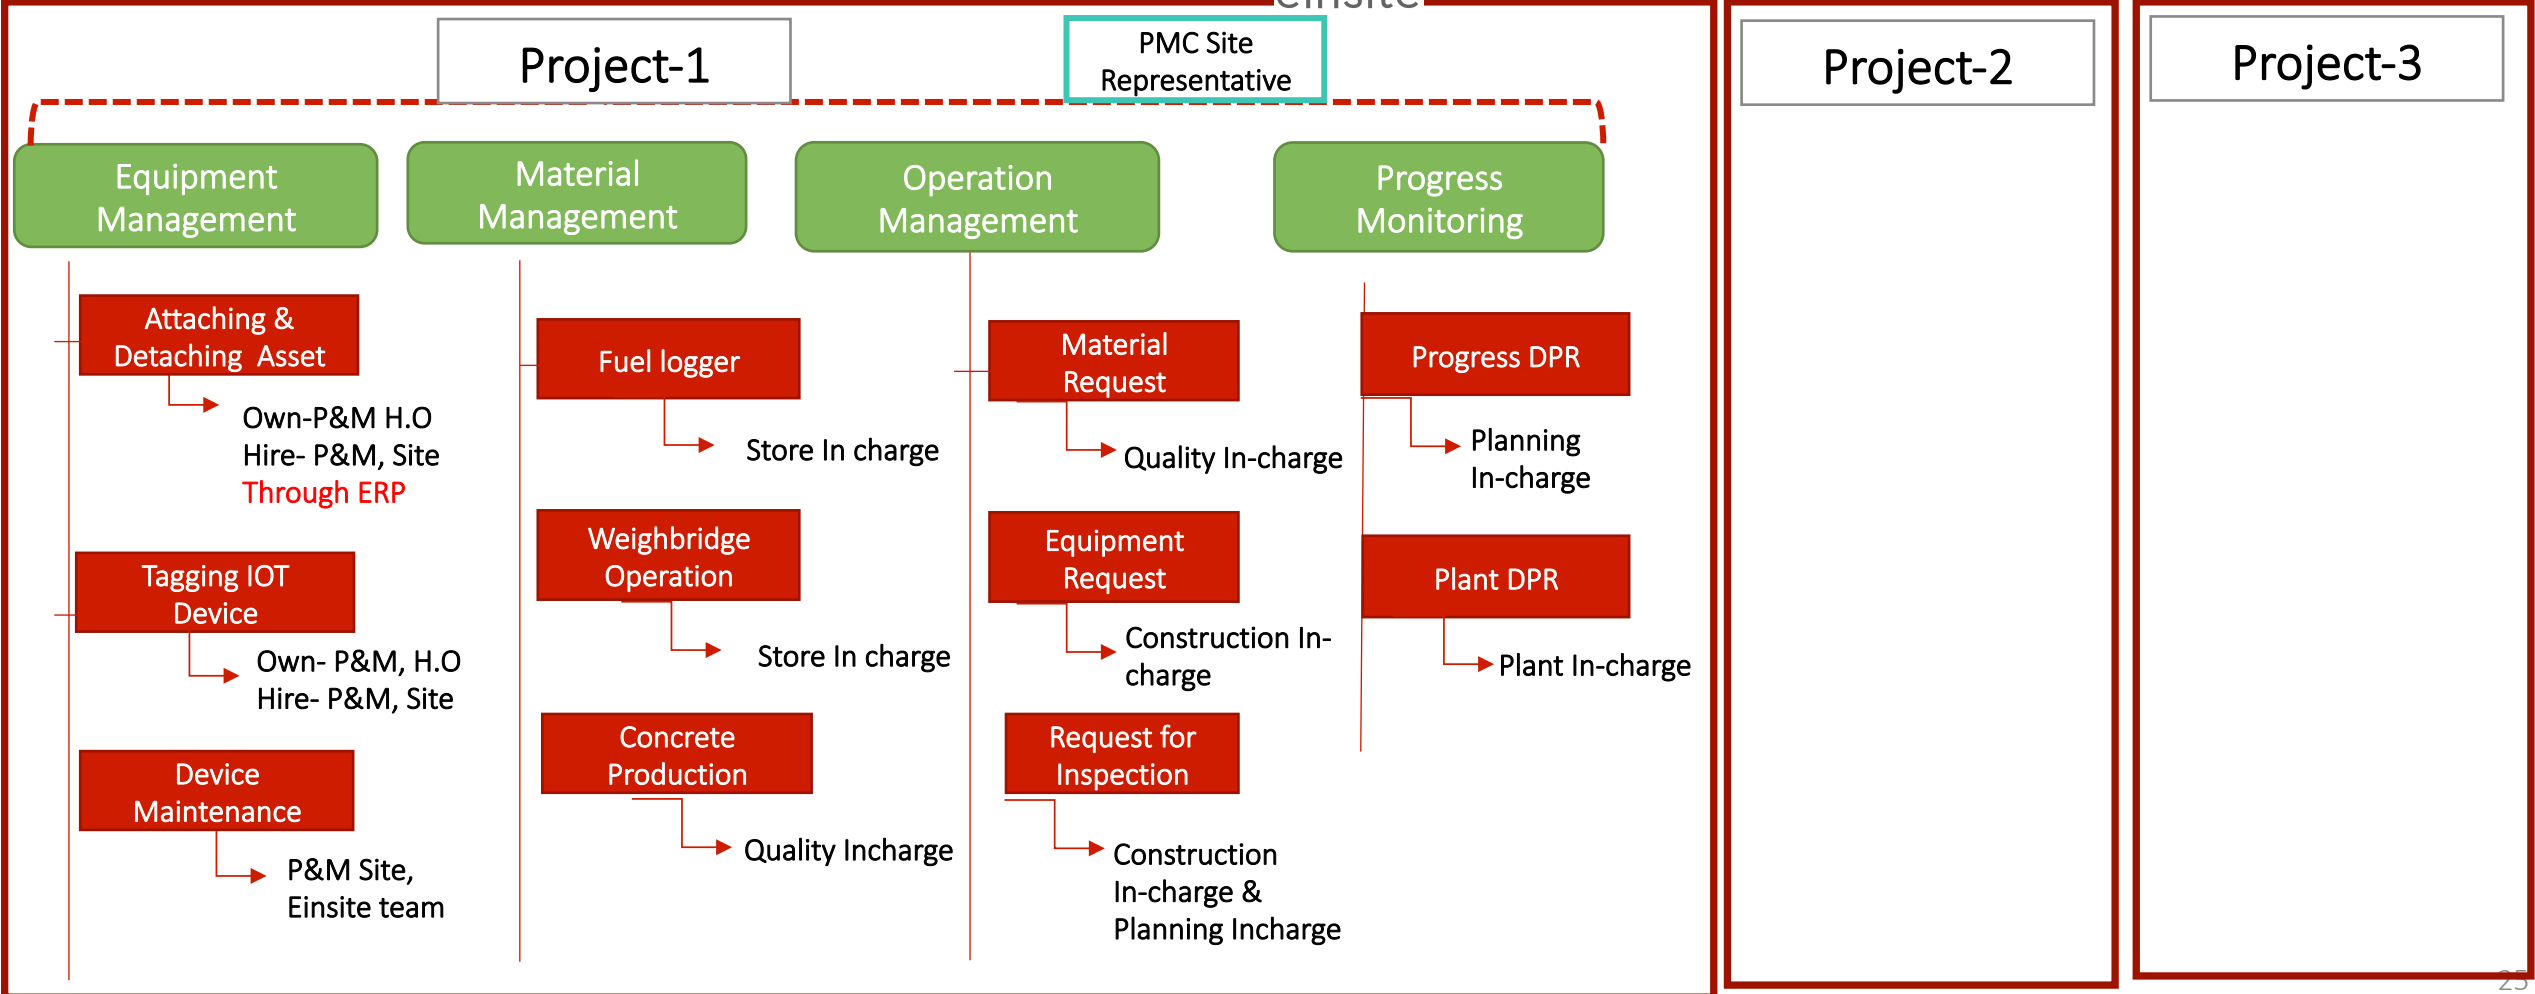 einsite
Project-1
PMC Site
Representative
Project-2
Project-3
Equipment
Management
Material
Management
Operation
Management
Progress
Monitoring
Attaching &
Detaching  Asset
Own-P&M H.O
Hire- P&M, Site
Through ERP
Tagging IOT
Device
Own- P&M, H.O
Hire- P&M, Site
Device
Maintenance
P&M Site,
Einsite team
Fuel logger
Store In charge
Weighbridge
Operation
Store In charge
Concrete
Production
Quality Incharge
Material
Request
Quality In-charge
Equipment
Request
Construction In-
charge
Request for
Inspection
Construction
In-charge &
Planning Incharge
Progress DPR
Planning
In-charge
Plant DPR
Plant In-charge
25